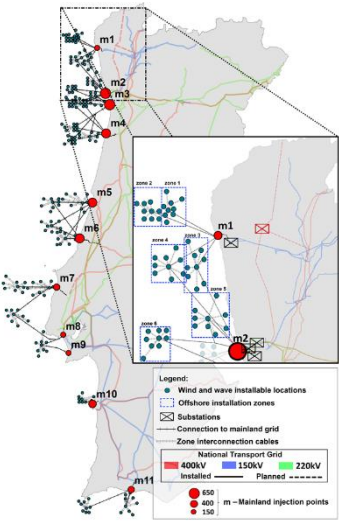 m1
m2
m3
m4
m5
m6
m7
m8
m9
m10
m11
zone 2 zone 1
m1
zone 3
zone 4
zone 5
zone 6
m2
Legend:
Wind and wave installable locations
Offshore installation zones
Substations
Connection to mainland grid
Zone interconnection cables
National Transport Grid
400kV 150kV 220kV
Installed Planned
650
400 m – Mainland injection points
150